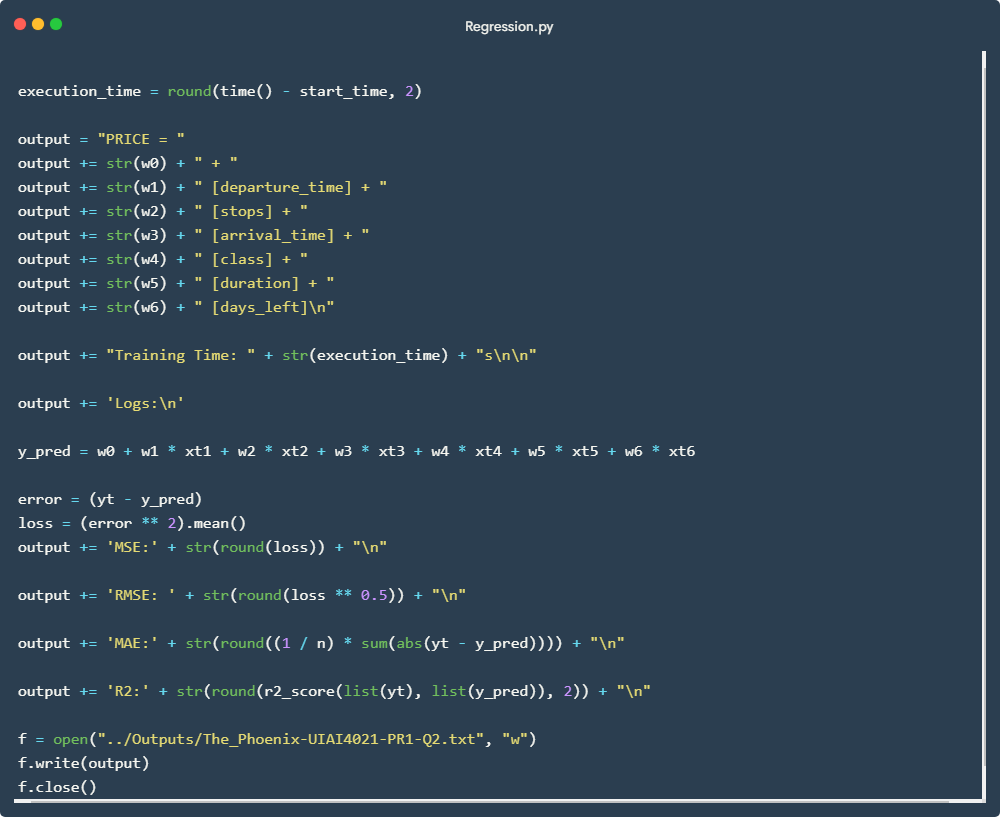 Regression.py
execution_time = round(time() - start_time, 2)
output = "PRICE = "
output += str(w0) + " + "
output += str(w1) + " [departure_time] + "
output += str(w2) + " [stops] + "
output += str(w3) + " [arrival_time] + "
output += str(w4) + " [class] + "
output += str(w5) + " [duration] + "
output += str(w6) + " [days_left]\n"
output += "Training Time: " + str(execution_time) + "s\n\n"
output += 'Logs:\n'
y_pred = w0 + w1 * xt1 + w2 * xt2 + w3 * xt3 + w4 * xt4 + w5 * xt5 + w6 * xt6
error = (yt - y_pred)
loss = (error ** 2).mean()
output += 'MSE:' + str(round(loss)) + "\n"
output += 'RMSE: ' + str(round(loss ** 0.5)) + "\n"
output += 'MAE:' + str(round((1 / n) * sum(abs(yt - y_pred)))) + "\n"
output += 'R2:' + str(round(r2_score(list(yt), list(y_pred)), 2)) + "\n"
f = open("../Outputs/The_Phoenix-UIAI4021-PR1-Q2.txt", "w")
f.write(output)
f.close()